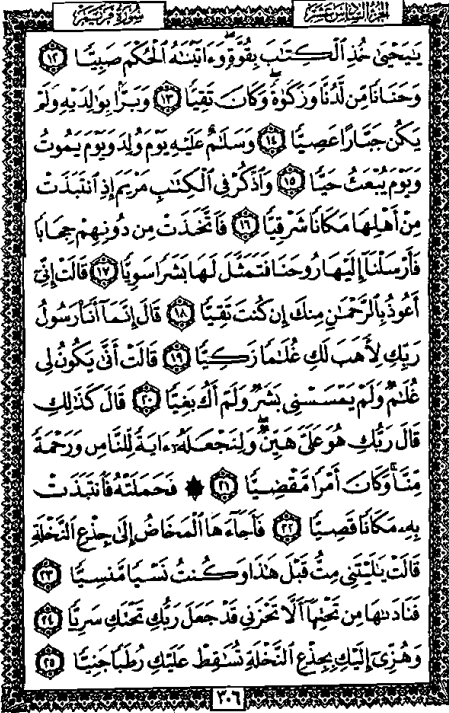 الجزء السادس عشر
سورة مريم
يَٰيَحْيَىٰ خُذِ ٱلْكِتَٰبَ بِقُوَّةٍۖ وَءَاتَيْنَٰهُ ٱلْحُكْمَ صَبِيًّا ١٢
وَحَنَانًا مِّن لَّدُنَّا وَزَكَوٰةًۖ وَكَانَ تَقِيًّا ١٣ وَبَرًّۢا بِوَٰلِدَيْهِ وَلَمْ
يَكُن جَبَّارًا عَصِيًّا ١٤ وَسَلَٰمٌ عَلَيْهِ يَوْمَ وُلِدَ وَيَوْمَ يَمُوتُ
وَيَوْمَ يُبْعَثُ حَيًّا ١٥ وَٱذْكُرْ فِى ٱلْكِتَٰبِ مَرْيَمَ إِذِ ٱنتَبَذَتْ
مِنْ أَهْلِهَا مَكَانًا شَرْقِيًّا ١٦ فَٱتَّخَذَتْ مِن دُونِهِمْ حِجَابًا
فَأَرْسَلْنَآ إِلَيْهَا رُوحَنَا فَتَمَثَّلَ لَهَا بَشَرًا سَوِيًّا ١٧ قَالَتْ إِنِّىٓ
أَعُوذُ بِٱلرَّحْمَٰنِ مِنكَ إِن كُنتَ تَقِيًّا ١٨ قَالَ إِنَّمَآ أَنَا۠ رَسُولُ
رَبِّكِ لِأَهَبَ لَكِ غُلَٰمًا زَكِيًّا ١٩ قَالَتْ أَنَّىٰ يَكُونُ لِى
غُلَٰمٌ وَلَمْ يَمْسَسْنِى بَشَرٌ وَلَمْ أَكُ بَغِيًّا ٢٠ قَالَ كَذَٰلِكِ
قَالَ رَبُّكِ هُوَ عَلَىَّ هَيِّنٌۖ وَلِنَجْعَلَهُۥٓ ءَايَةً لِّلنَّاسِ وَرَحْمَةً
مِّنَّاۚ وَكَانَ أَمْرًا مَّقْضِيًّا ٢١ ۞ فَحَمَلَتْهُ فَٱنتَبَذَتْ
بِهِۦ مَكَانًا قَصِيًّا ٢٢ فَأَجَآءَهَا ٱلْمَخَاضُ إِلَىٰ جِذْعِ ٱلنَّخْلَةِ
قَالَتْ يَٰلَيْتَنِى مِتُّ قَبْلَ هَٰذَا وَكُنتُ نَسْيًا مَّنسِيًّا ٢٣
فَنَادَىٰهَا مِن تَحْتِهَآ أَلَّا تَحْزَنِى قَدْ جَعَلَ رَبُّكِ تَحْتَكِ سَرِيًّا ٢٤
وَهُزِّىٓ إِلَيْكِ بِجِذْعِ ٱلنَّخْلَةِ تُسَٰقِطْ عَلَيْكِ رُطَبًا جَنِيًّا ٢٥
٣٠٦